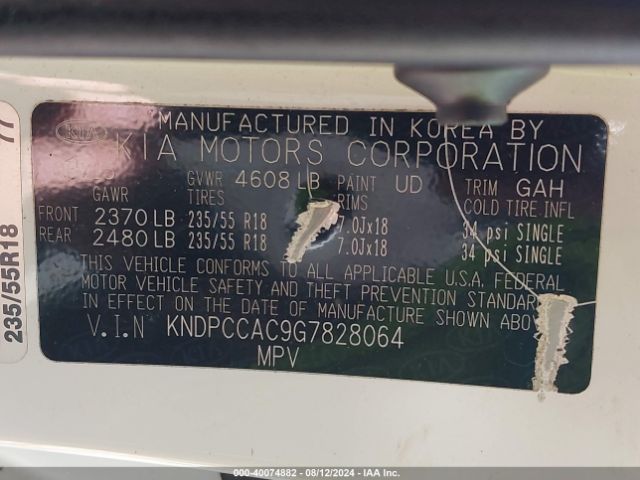 MANUFACTURED IN KOREA BY
KIA MOTORS CORPORATION
GVWR 4608 LB PAINT UD TRIM GAH
GAWR TIRES RIMS COLD TIRE INFL
FRONT 2370 LB 235/55 R18 7.0Jx18 34 psi SINGLE
REAR 2480 LB 235/55 R18 7.0Jx18 34 psi SINGLE
THIS VEHICLE CONFORMS TO ALL APPLICABLE U.S.A. FEDERAL
MOTOR VEHICLE SAFETY AND THEFT PREVENTION STANDAR
IN EFFECT ON THE DATE OF MANUFACTURE SHOWN ABOV
V.I.N KNDPCCAC9G7828064
MPV
235/55R18 77
000-40074882 - 08/12/2024 - IAA Inc.